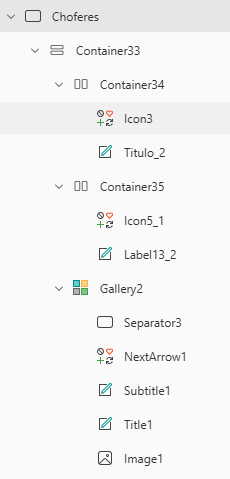 Choferes
Container33
Container34
Icon3
Titulo_2
Container35
Icon5_1
Label13_2
Gallery2
Separator3
NextArrow1
Subtitle1
Title1
Image1